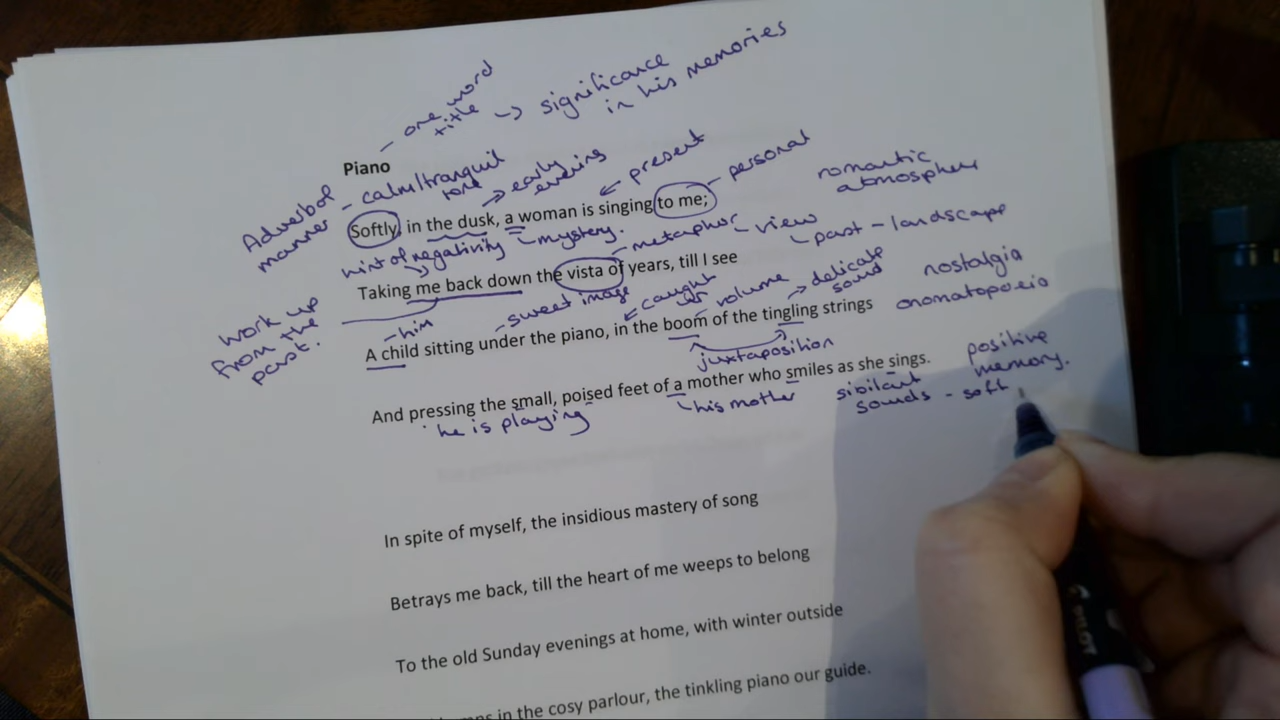 one word
title -> significance
in his memories
Piano
Adverb of
manner - calm/tranquil
tone
early
evening
present
personal
romantic
atmosphere
Softly, in the dusk, a woman is singing to me;
hint of negativity
mystery.
metaphor
view
past - landscape
Taking me back down the vista of years, till I see
work up
from the
past.
him
sweet image
caught
volume
delicate
sound
nostalgia
onomatopoeia
A child sitting under the piano, in the boom of the tingling strings
juxtaposition
positive
memory.
And pressing the small, poised feet of a mother who smiles as she sings.
he is playing
his mother
sibilant
sounds - soft
In spite of myself, the insidious mastery of song
Betrays me back, till the heart of me weeps to belong
To the old Sunday evenings at home, with winter outside
in the cosy parlour, the tinkling piano our guide.
PILOT